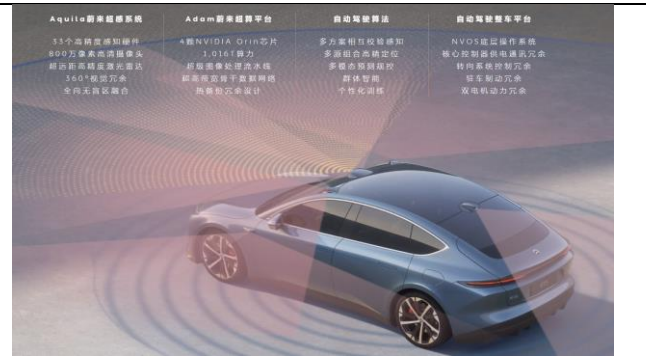 Aquila蔚来超感系统
33个高精度感知硬件
800万像素高清摄像头
超远距高精度激光雷达
360°视觉冗余
全向无盲区融合
Adam蔚来超算平台
4颗NVIDIA Orin芯片
1,016T算力
极层图像处理流水线
超高带宽骨干数据网络
热备份冗余设计
自动驾驶算法
多方案相互校验感知
多源组合高精定位
多模态预测规控
群体智能
个性化训练
自动驾驶整车平台
NVOS底层操作系统
核心控制器供电通讯冗余
转向系统控制冗余
驻车制动冗余
双电机动力冗余